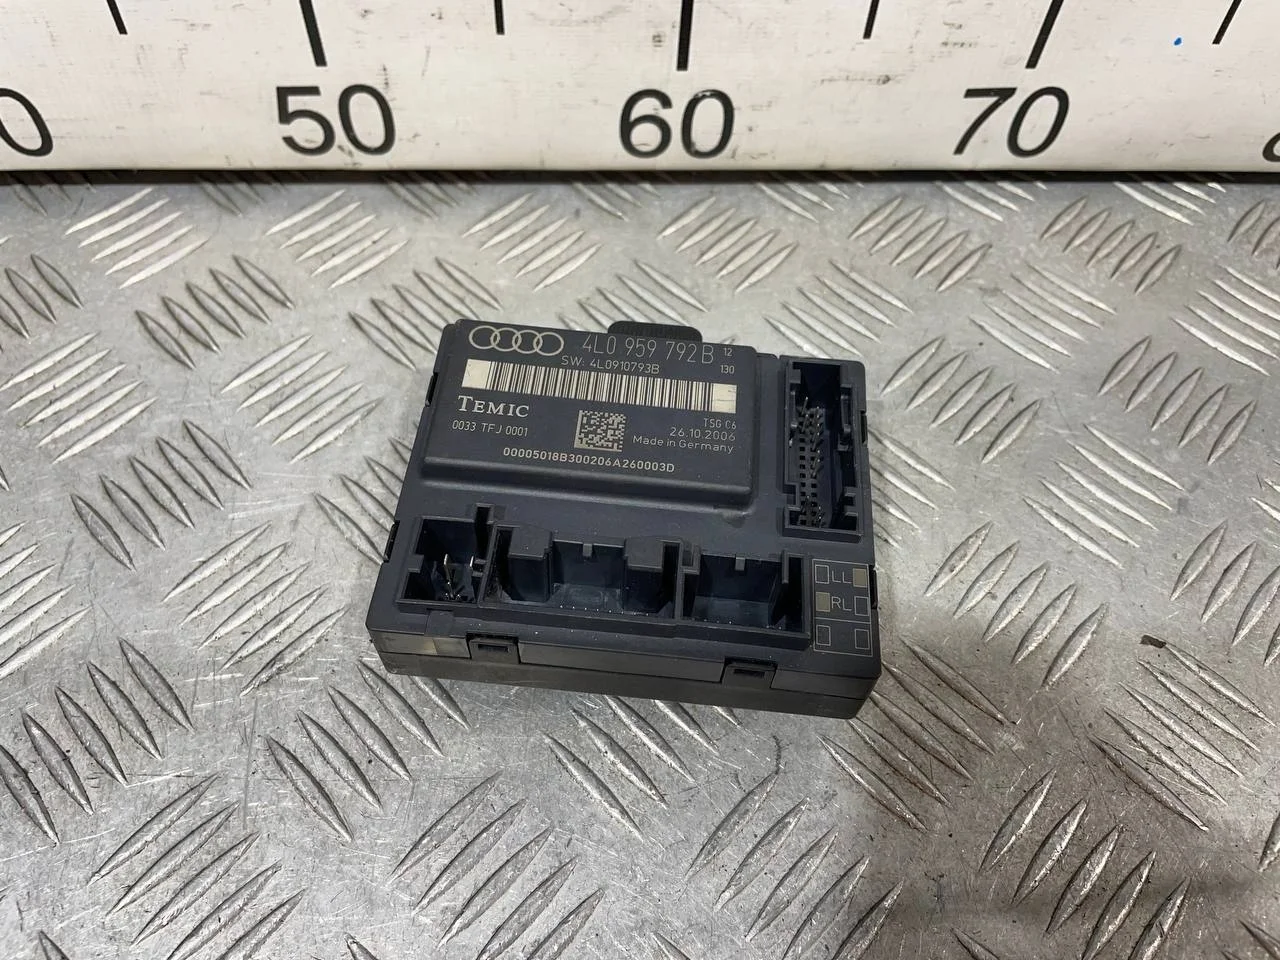 50 60 70
4L0 959 792 B 12
SW: 4L0910793B 130
TEMIC
TSG C6
0033 TFJ 0001
26.10.2006
Made in Germany
00005018B300206A260003D
LL
RL